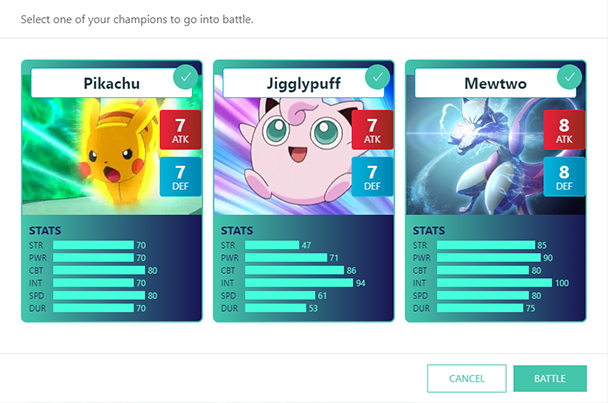 Select one of your champions to go into battle.
Pikachu
7
ATK
7
DEF
STATS
STR 70
PWR 70
CBT 80
INT 70
SPD 80
DUR 70
Jigglypuff
7
ATK
7
DEF
STATS
STR 47
PWR 71
CBT 86
INT 94
SPD 61
DUR 53
Mewtwo
8
ATK
8
DEF
STATS
STR 85
PWR 90
CBT 80
INT 100
SPD 80
DUR 75
CANCEL
BATTLE